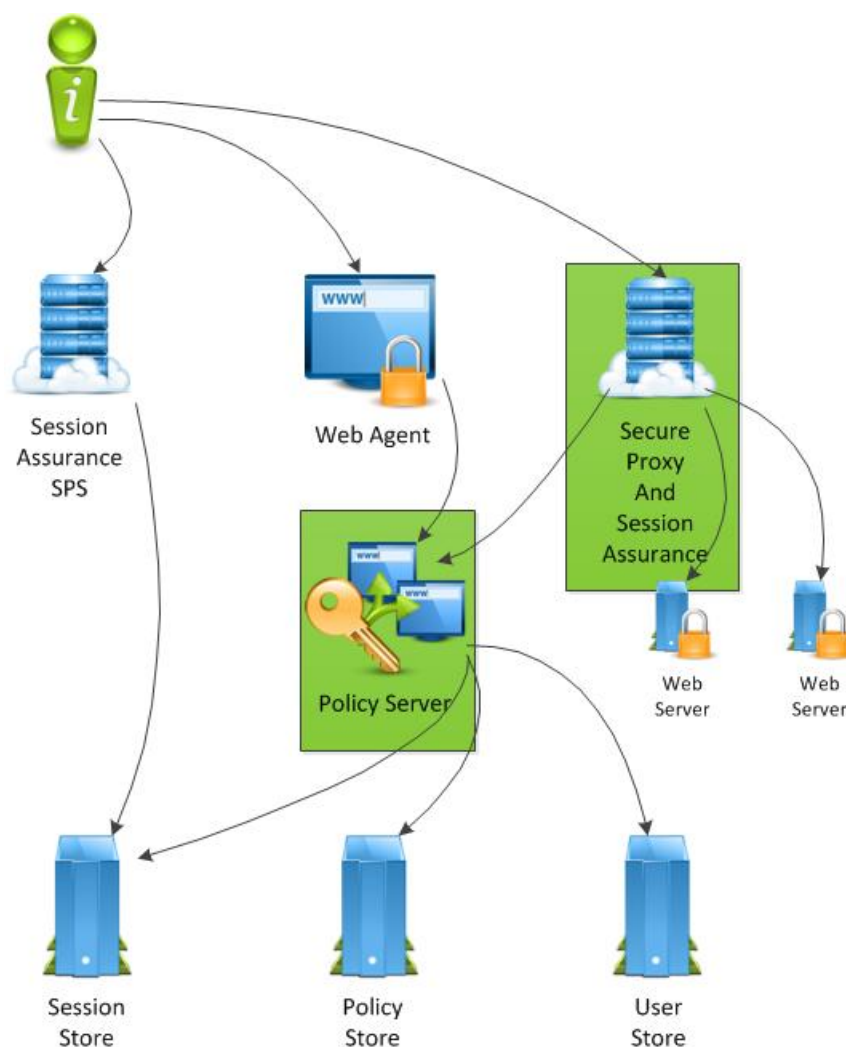 i
www
Session
Assurance
SPS
Web Agent
Secure
Proxy
And
Session
Assurance
www
www
Policy Server
Web
Server
Web
Server
Session
Store
Policy
Store
User
Store